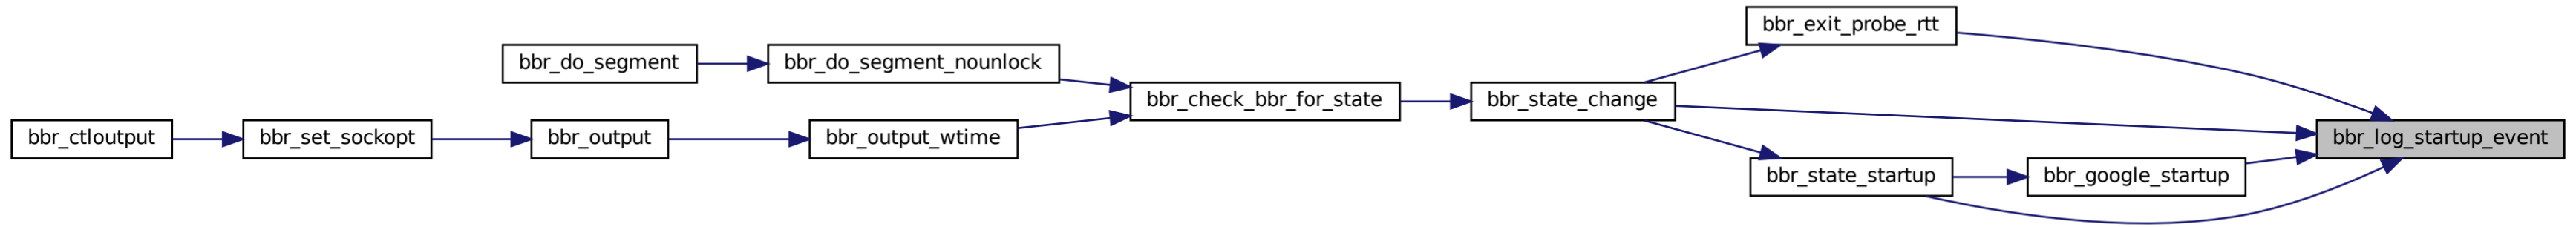 bbr_exit_probe_rtt
bbr_do_segment
bbr_do_segment_nounlock
bbr_check_bbr_for_state
bbr_state_change
bbr_ctloutput
bbr_set_sockopt
bbr_output
bbr_output_wtime
bbr_log_startup_event
bbr_state_startup
bbr_google_startup